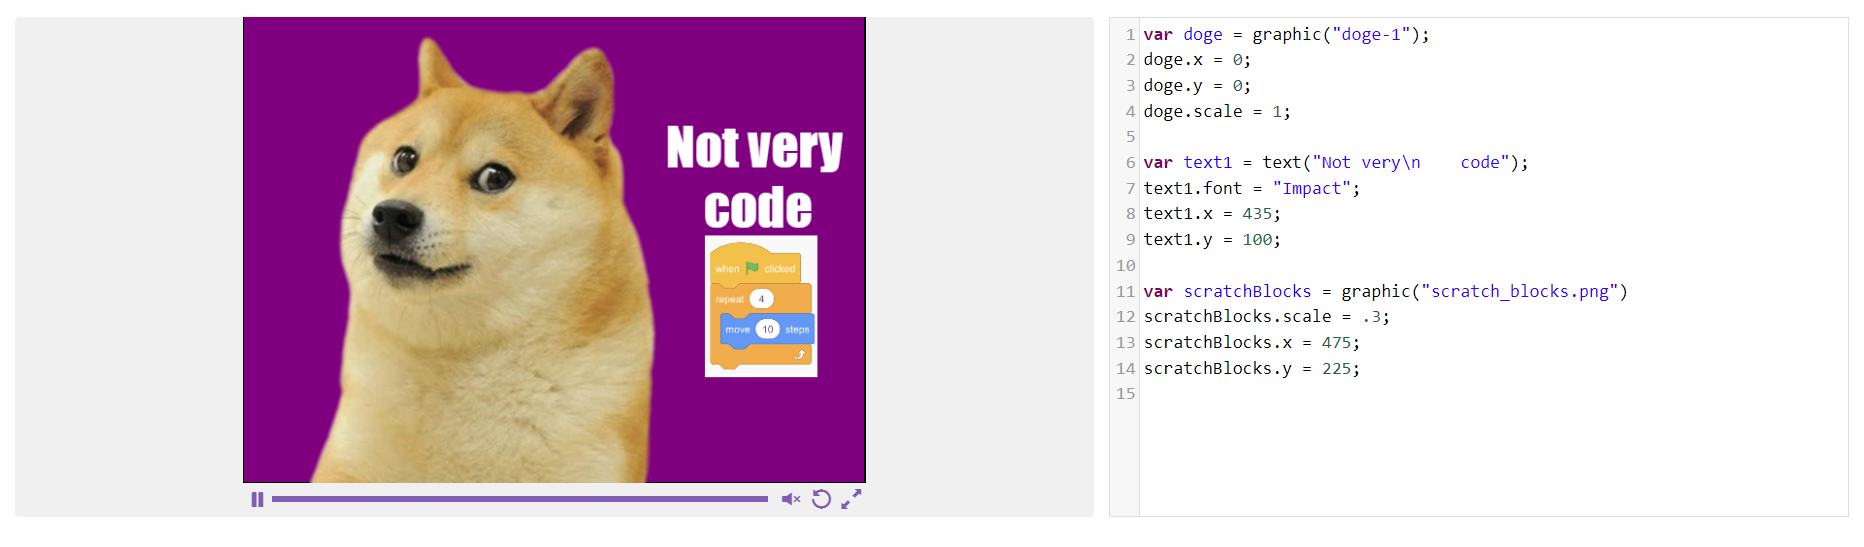 Not very
code
when clicked
repeat 4
move 10 steps
1 var doge = graphic("doge-1");
2 doge.x = 0;
3 doge.y = 0;
4 doge.scale = 1;
5
6 var text1 = text("Not very\n    code");
7 text1.font = "Impact";
8 text1.x = 435;
9 text1.y = 100;
10
11 var scratchBlocks = graphic("scratch_blocks.png")
12 scratchBlocks.scale = .3;
13 scratchBlocks.x = 475;
14 scratchBlocks.y = 225;
15